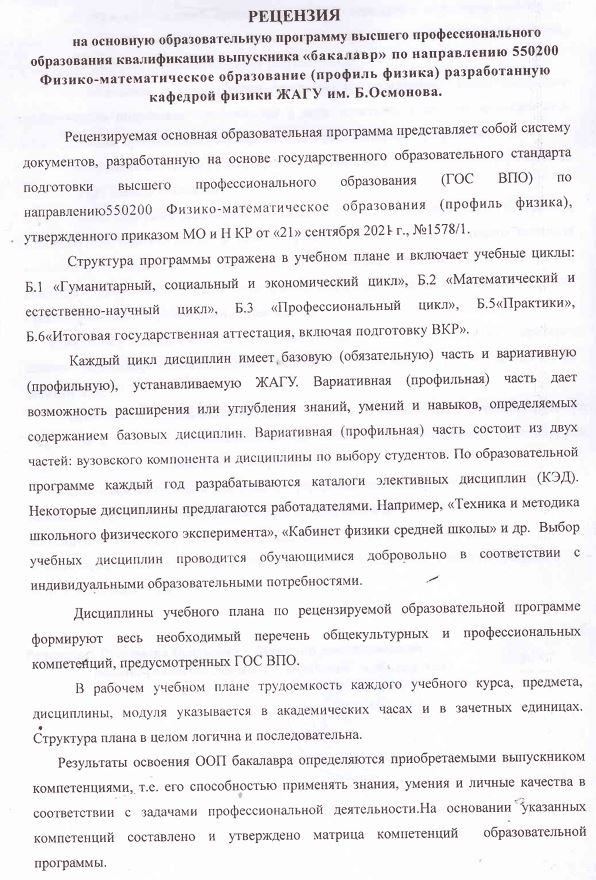 РЕЦЕНЗИЯ
на основную образовательную программу высшего профессионального
образования квалификации выпускника «бакалавр» по направлению 550200
Физико-математическое образование (профиль физика) разработанную
кафедрой физики ЖАГУ им. Б.Осмонова.
Рецензируемая основная образовательная программа представляет собой систему
документов, разработанную на основе государственного образовательного стандарта
подготовки высшего профессионального образования (ГОС ВПО) по
направлению550200 Физико-математическое образования (профиль физика),
утвержденного приказом МО и Н КР от «21» сентября 2021 г., №1578/1.
Структура программы отражена в учебном плане и включает учебные циклы:
Б.1 «Гуманитарный, социальный и экономический цикл», Б.2 «Математический и
естественно-научный цикл», Б.3 «Профессиональный цикл», Б.5«Практики»,
Б.6«Итоговая государственная аттестация, включая подготовку ВКР».
Каждый цикл дисциплин имеет базовую (обязательную) часть и вариативную
(профильную), устанавливаемую ЖАГУ. Вариативная (профильная) часть дает
возможность расширения или углубления знаний, умений и навыков, определяемых
содержанием базовых дисциплин. Вариативная (профильная) часть состоит из двух
частей: вузовского компонента и дисциплины по выбору студентов. По образовательной
программе каждый год разрабатываются каталоги элективных дисциплин (КЭД).
Некоторые дисциплины предлагаются работадателями. Например, «Техника и методика
школьного физического эксперимента», «Кабинет физики средней школы» и др. Выбор
учебных дисциплин проводится обучающимися добровольно в соответствии с
индивидуальными образовательными потребностями.
Дисциплины учебного плана по рецензируемой образовательной программе
формируют весь необходимый перечень общекультурных и профессиональных
компетенций, предусмотренных ГОС ВПО.
В рабочем учебном плане трудоемкость каждого учебного курса, предмета,
дисциплины, модуля указывается в академических часах и в зачетных единицах.
Структура плана в целом логична и последовательна.
Результаты освоения ООП бакалавра определяются приобретаемыми выпускником
компетенциями, т.е. его способностью применять знания, умения и личные качества в
соответствии с задачами профессиональной деятельности.На основании указанных
компетенций составлено и утверждено матрица компетенций образовательной
программы.